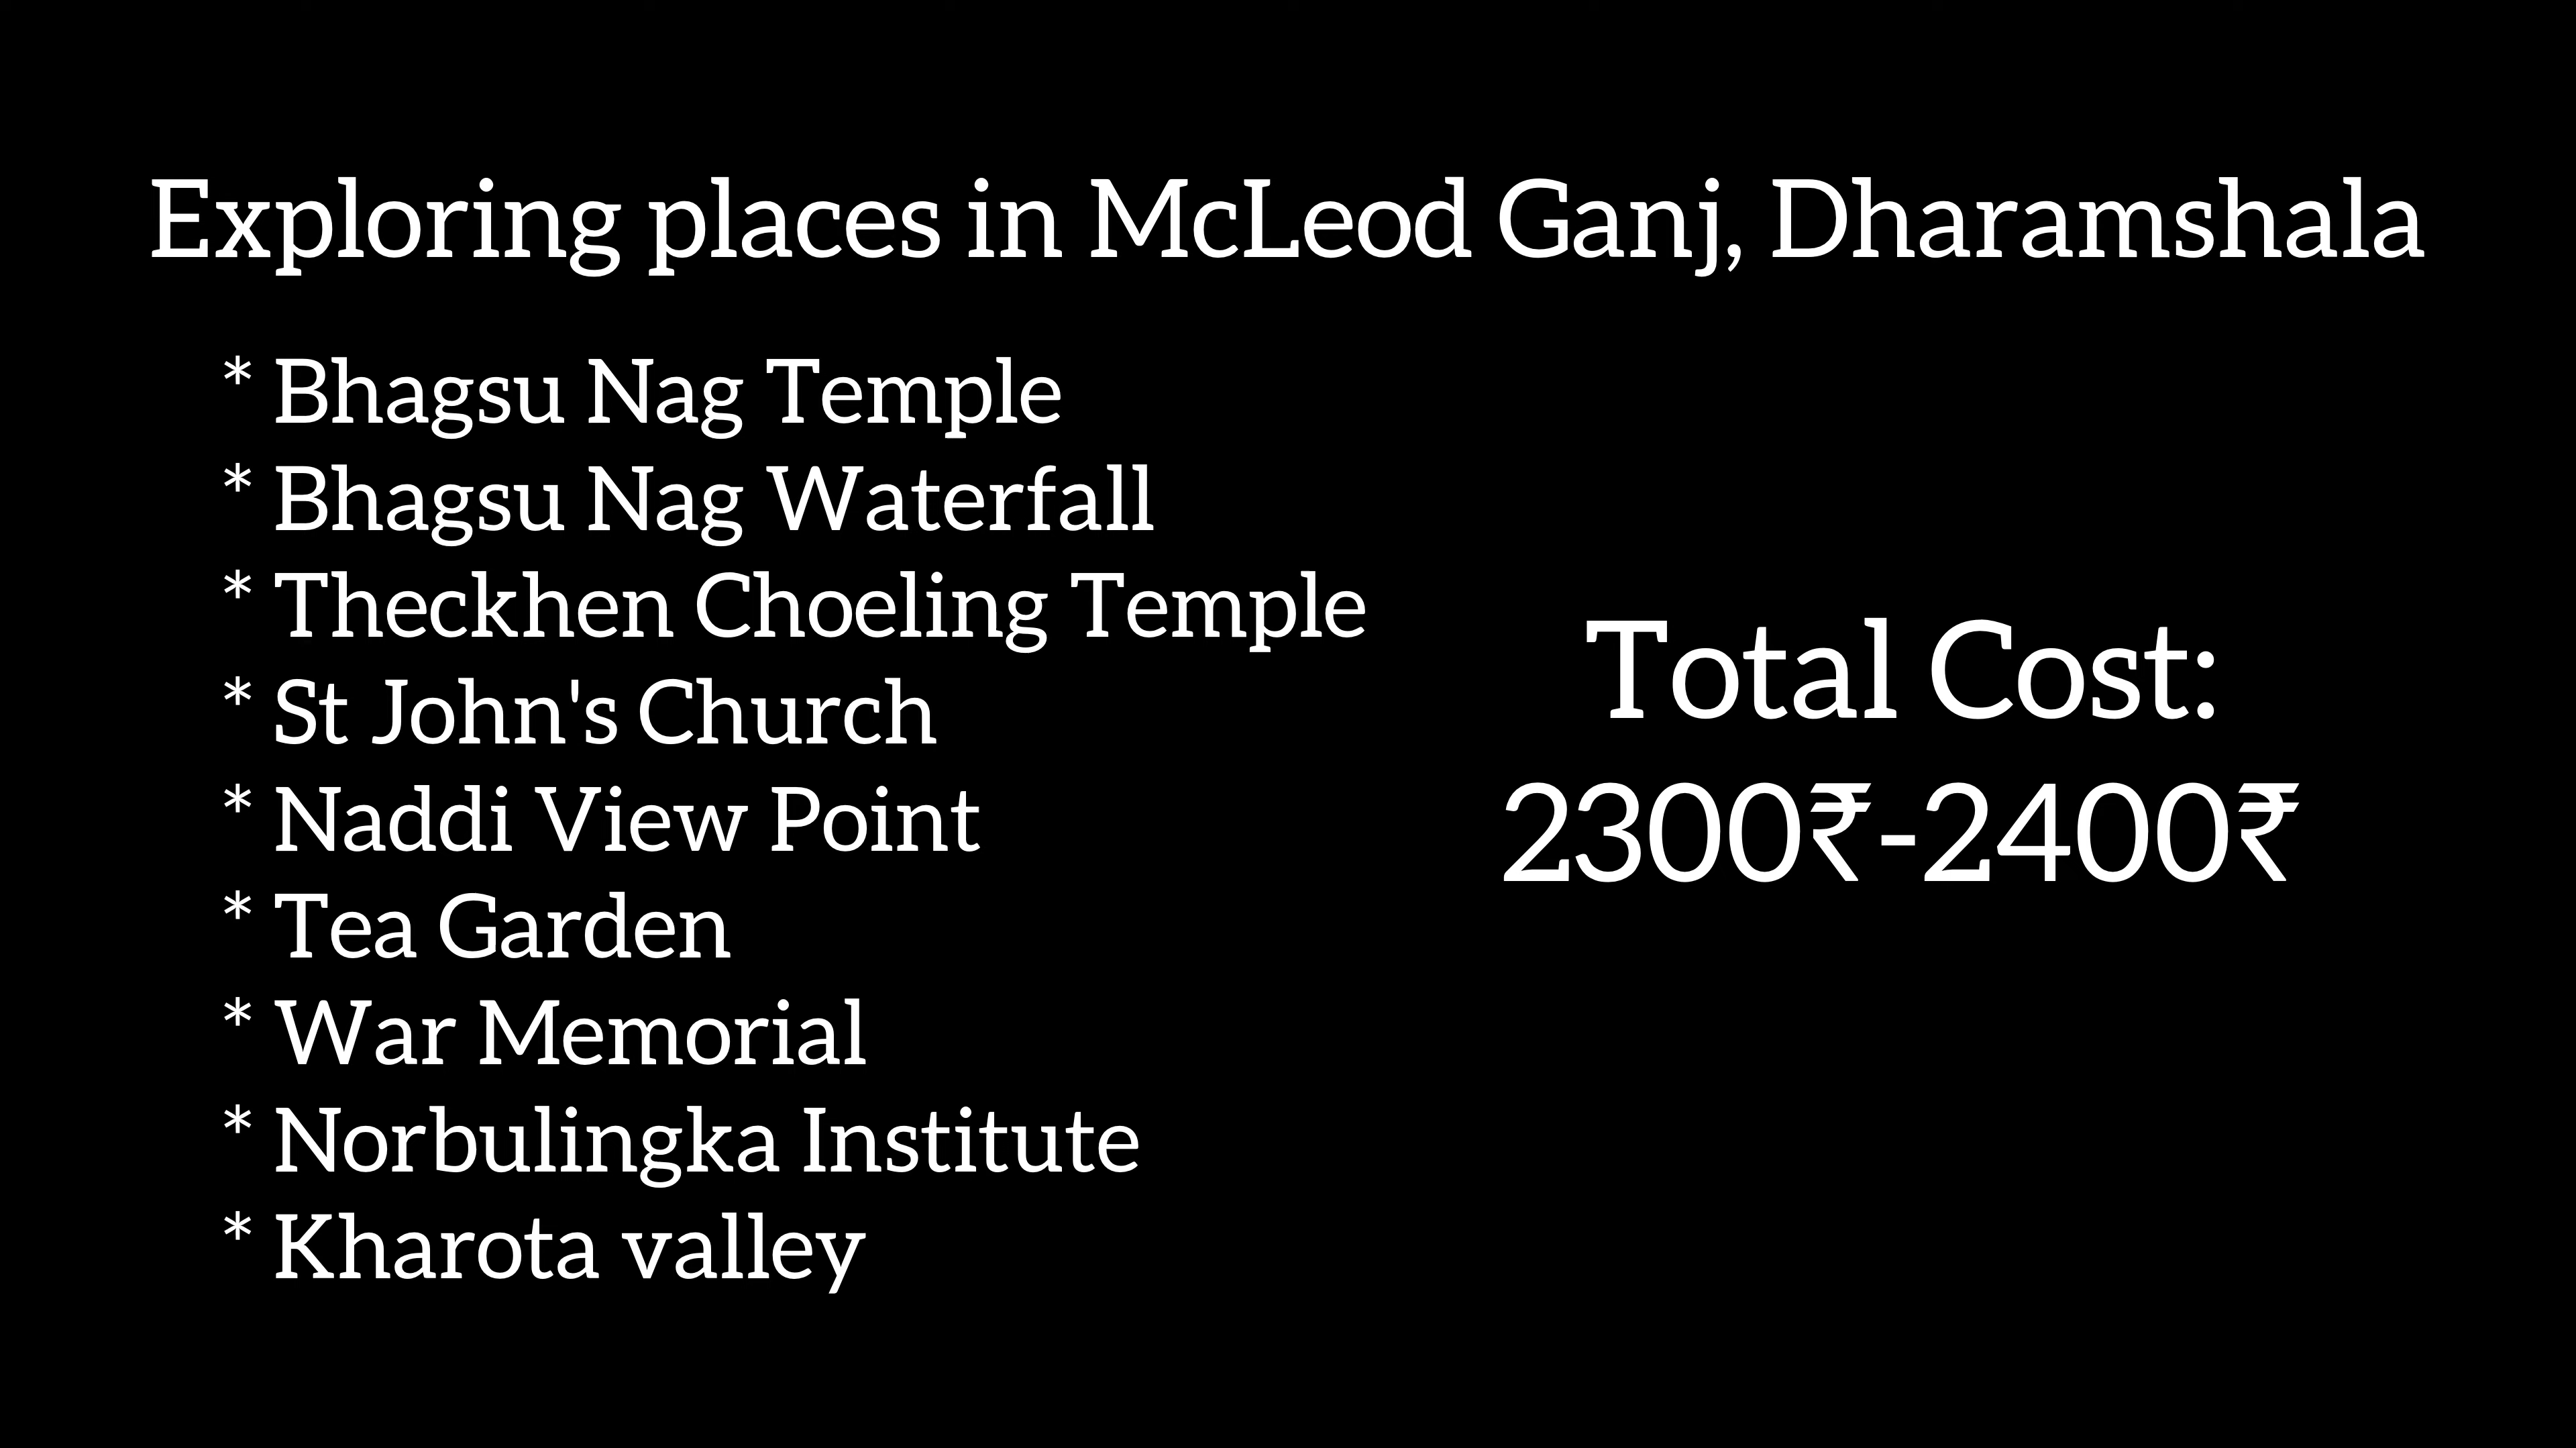 Exploring places in McLeod Ganj, Dharamshala
* Bhagsu Nag Temple
* Bhagsu Nag Waterfall
* Theckhen Choeling Temple
* St John's Church
* Naddi View Point
* Tea Garden
* War Memorial
* Norbulingka Institute
* Kharota valley
Total Cost:
2300₹-2400₹